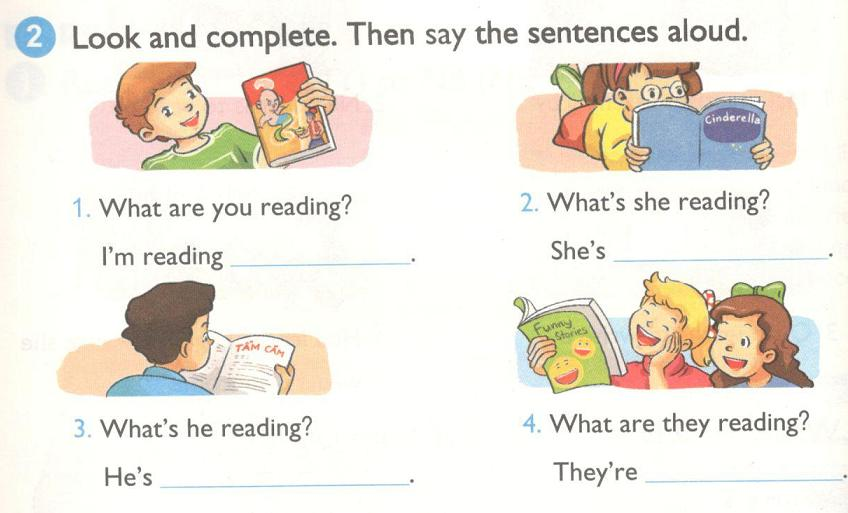 2 Look and complete. Then say the sentences aloud.
Cinderella
1. What are you reading?
I'm reading ____________.
2. What's she reading?
She's ____________.
TẤM CÁM
Funny
Stories
3. What's he reading?
He's ____________.
4. What are they reading?
They're ____________.